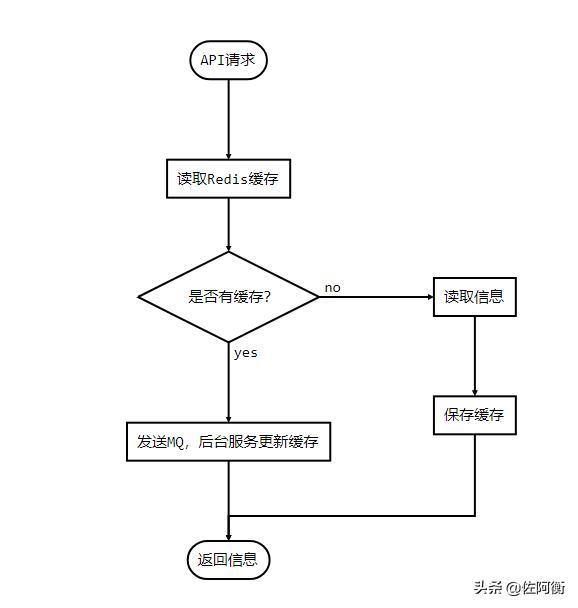 API请求
读取Redis缓存
是否有缓存?
no
读取信息
yes
保存缓存
发送MQ，后台服务更新缓存
返回信息
头条 @佐阿衡